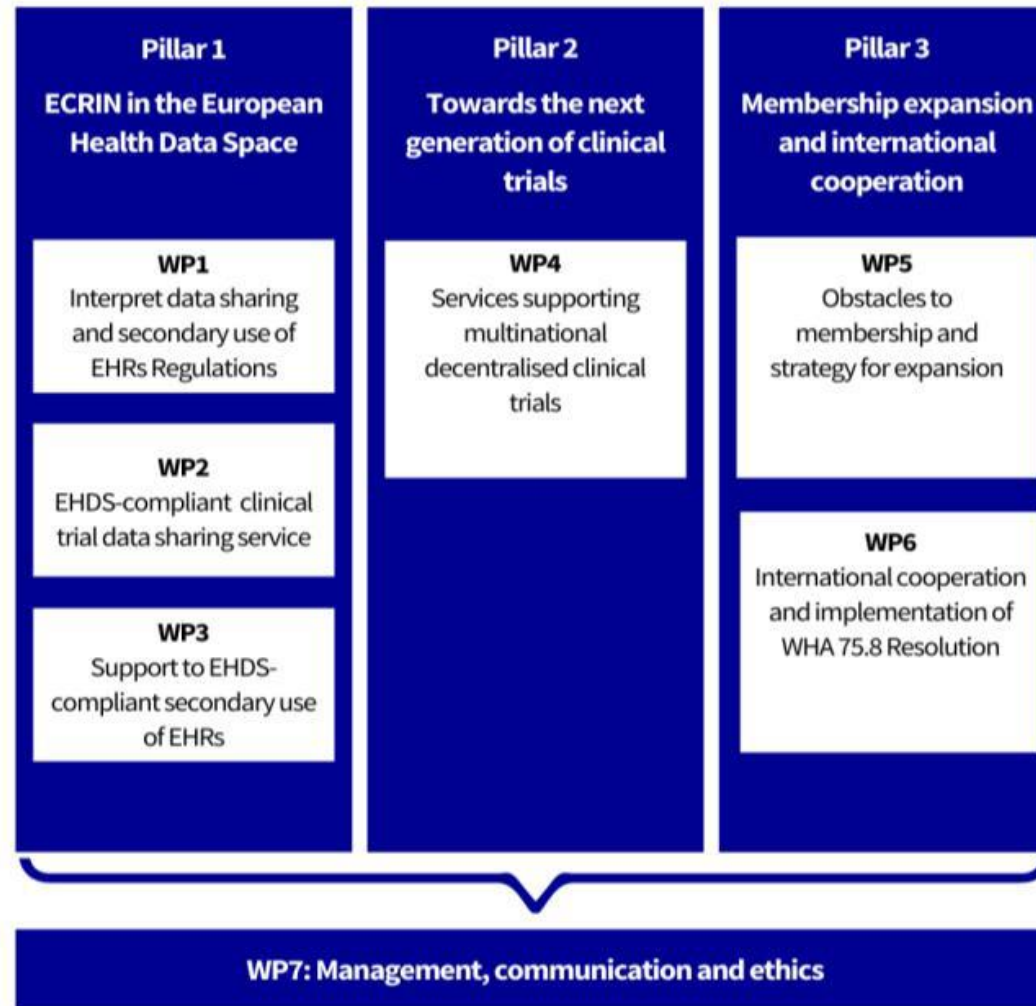 Pillar 1
ECRIN in the European
Health Data Space
WP1
Interpret data sharing
and secondary use of
EHRs Regulations
WP2
EHDS-compliant clinical
trial data sharing service
WP3
Support to EHDS-
compliant secondary use
of EHRs
Pillar 2
Towards the next
generation of clinical
trials
WP4
Services supporting
multinational
decentralised clinical
trials
Pillar 3
Membership expansion
and international
cooperation
WP5
Obstacles to
membership and
strategy for expansion
WP6
International cooperation
and implementation of
WHA 75.8 Resolution
WP7: Management, communication and ethics